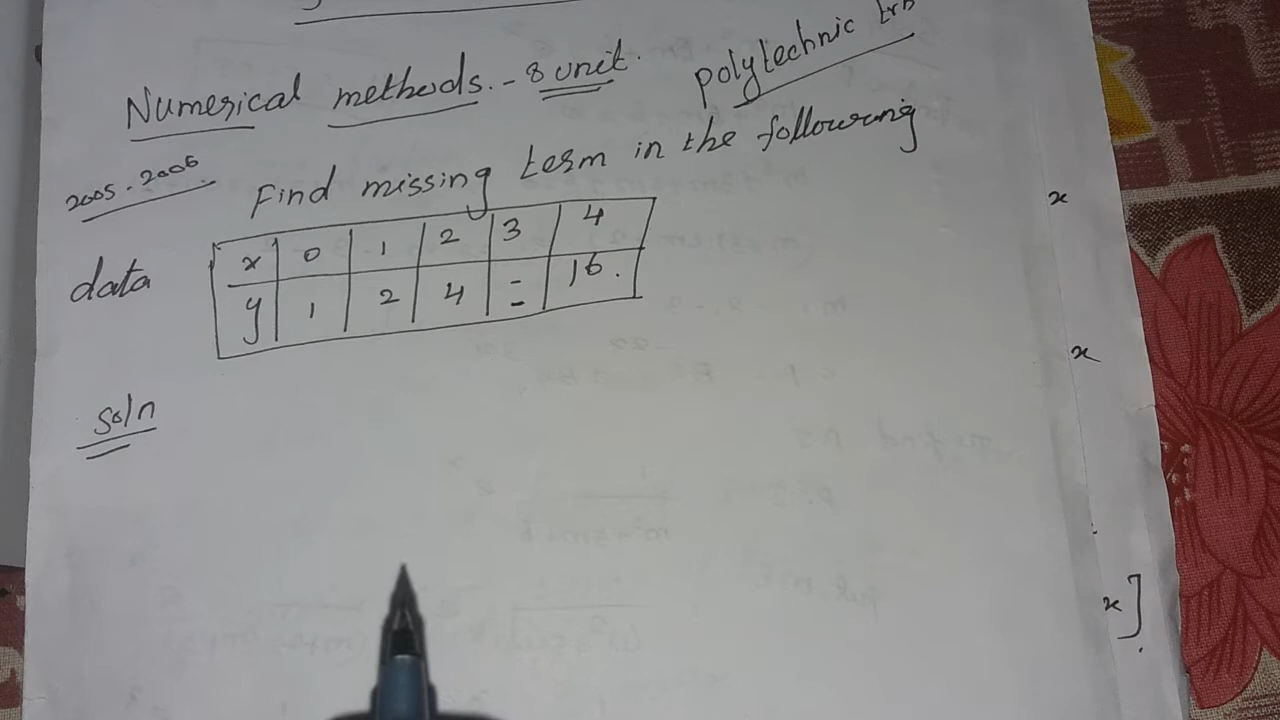 Numerical methods. - 8 unit. polytechnic trb
2005-2006 Find missing term in the following
data
x 0 1 2 3 4
y 1 2 4 - 16.
soln
x
x
x]